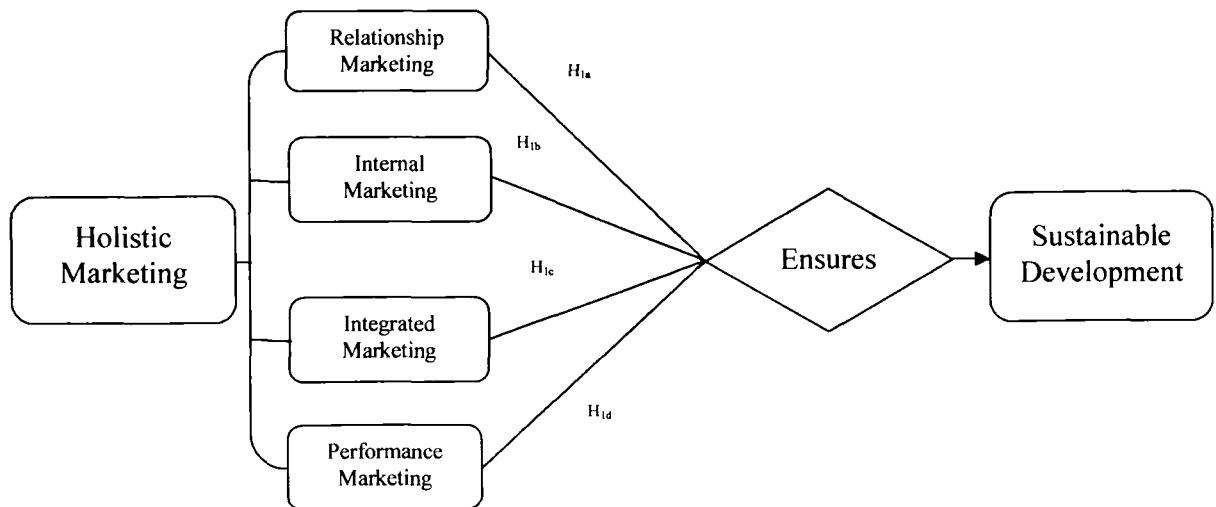 Relationship
Marketing
H1a
H1b
Internal
Marketing
Holistic
Marketing
Ensures
Sustainable
Development
H1c
Integrated
Marketing
H1d
Performance
Marketing